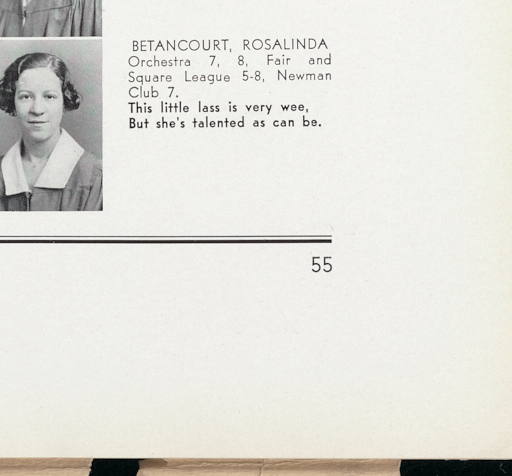 BETANCOURT, ROSALINDA
Orchestra 7, 8, Fair and
Square League 5-8, Newman
Club 7.
This little lass is very wee,
But she's talented as can be.
55